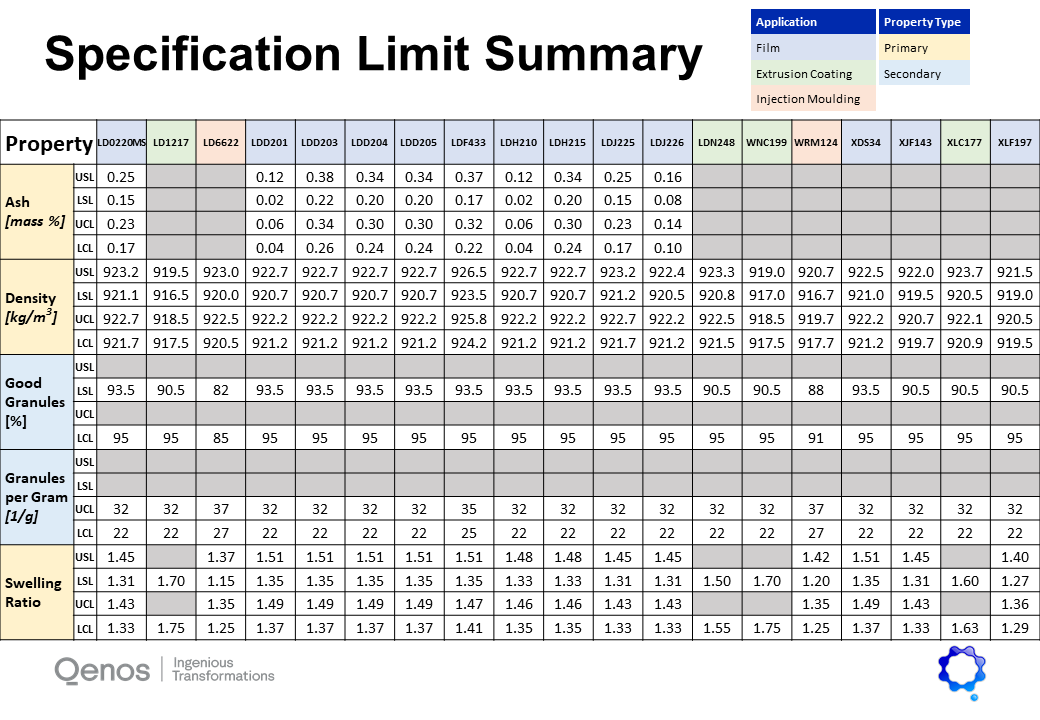 Specification Limit Summary
Application Property Type
Film Primary
Extrusion Coating Secondary
Injection Moulding
Property LD0220MS LD1217 LD6622 LDD201 LDD203 LDD204 LDD205 LDF433 LDH210 LDH215 LDJ225 LDJ226 LDN248 WNC199 WRM124 XDS34 XJF143 XLC177 XLF197
Ash [mass %]
USL 0.25 0.12 0.38 0.34 0.34 0.37 0.12 0.34 0.25 0.16
LSL 0.15 0.02 0.22 0.20 0.20 0.17 0.02 0.20 0.15 0.08
UCL 0.23 0.06 0.34 0.30 0.30 0.32 0.06 0.30 0.23 0.14
LCL 0.17 0.04 0.26 0.24 0.24 0.22 0.04 0.24 0.17 0.10
Density [kg/m³]
USL 923.2 919.5 923.0 922.7 922.7 922.7 922.7 926.5 922.7 922.7 923.2 922.4 923.3 919.0 920.7 922.5 922.0 923.7 921.5
LSL 921.1 916.5 920.0 920.7 920.7 920.7 920.7 923.5 920.7 920.7 921.2 920.5 920.8 917.0 916.7 921.0 919.5 920.5 919.0
UCL 922.7 918.5 922.5 922.2 922.2 922.2 922.2 925.8 922.2 922.2 922.7 922.2 922.5 918.5 919.7 922.2 920.7 922.1 920.5
LCL 921.7 917.5 920.5 921.2 921.2 921.2 921.2 924.2 921.2 921.2 921.7 921.2 921.5 917.5 917.7 921.2 919.7 920.9 919.5
Good Granules [%]
USL
LSL 93.5 90.5 82 93.5 93.5 93.5 93.5 93.5 93.5 93.5 93.5 93.5 90.5 90.5 88 93.5 90.5 90.5 90.5
UCL
LCL 95 95 85 95 95 95 95 95 95 95 95 95 95 95 91 95 95 95 95
Granules per Gram [1/g]
USL
LSL
UCL 32 32 37 32 32 32 32 35 32 32 32 32 32 32 37 32 32 32 32
LCL 22 22 27 22 22 22 22 25 22 22 22 22 22 22 27 22 22 22 22
Swelling Ratio
USL 1.45 1.37 1.51 1.51 1.51 1.51 1.51 1.48 1.48 1.45 1.45 1.42 1.51 1.45 1.40
LSL 1.31 1.70 1.15 1.35 1.35 1.35 1.35 1.35 1.33 1.33 1.31 1.31 1.50 1.70 1.20 1.35 1.31 1.60 1.27
UCL 1.43 1.35 1.49 1.49 1.49 1.49 1.47 1.46 1.46 1.43 1.43 1.35 1.49 1.43 1.36
LCL 1.33 1.75 1.25 1.37 1.37 1.37 1.37 1.41 1.35 1.35 1.33 1.33 1.55 1.75 1.25 1.37 1.33 1.63 1.29
Qenos
Ingenious
Transformations